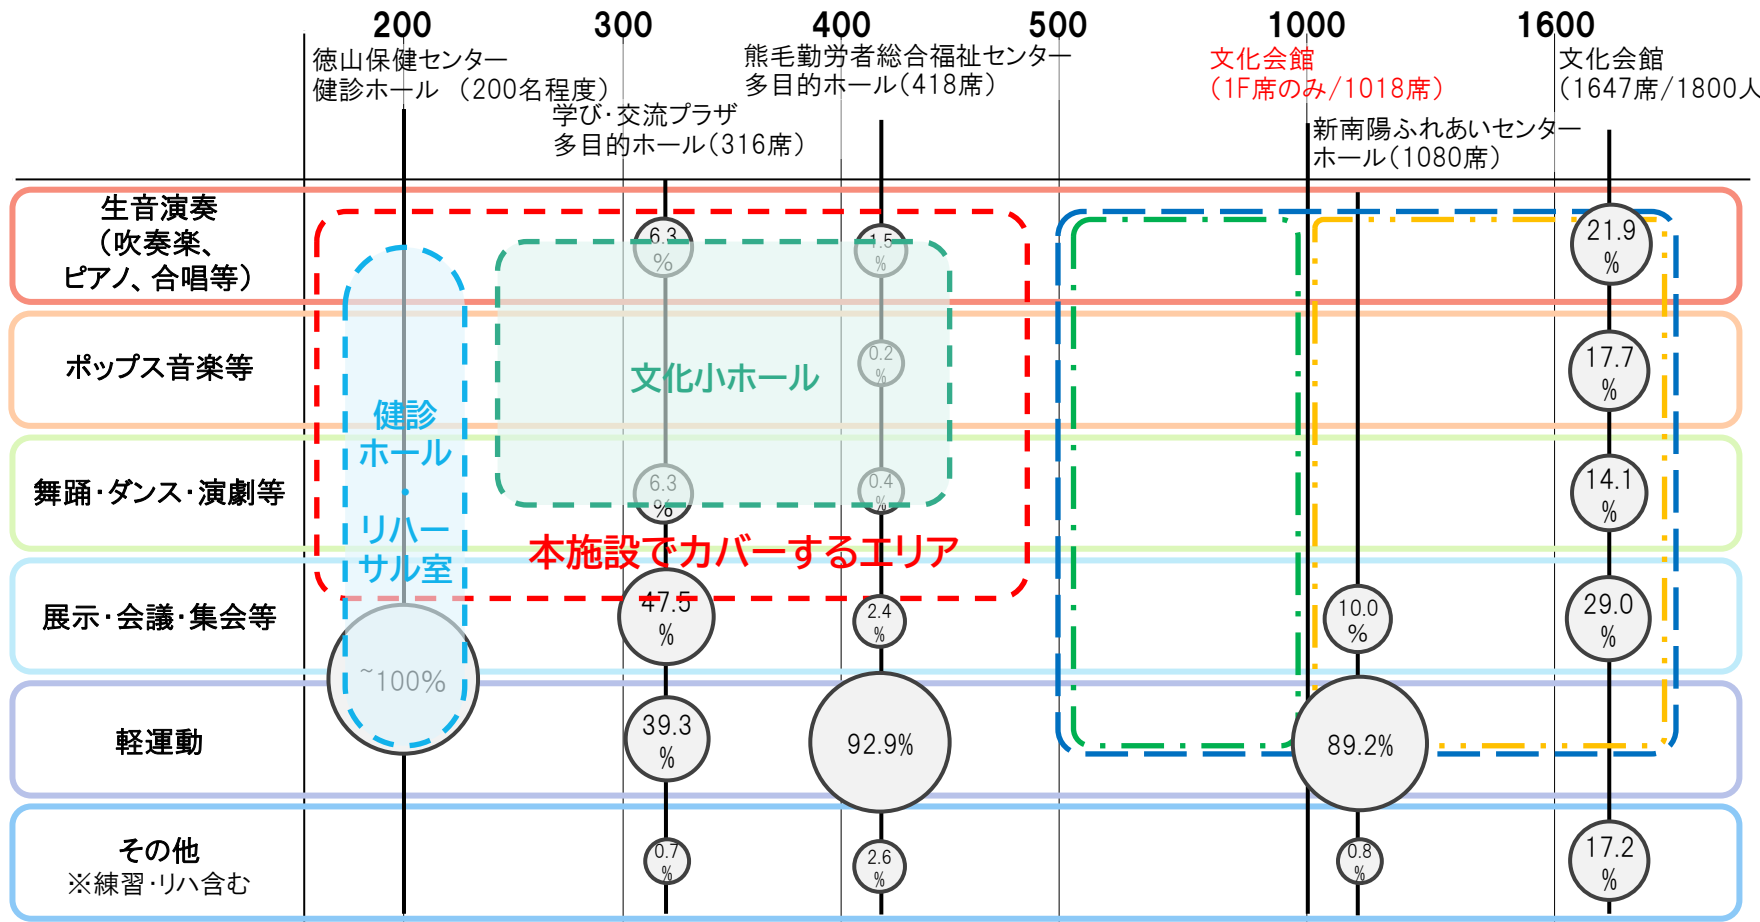 200
300
400
500
1000
1600
徳山保健センター
健診ホール （200名程度）
学び・交流プラザ
多目的ホール（316席）
熊毛勤労者総合福祉センター
多目的ホール（418席）
文化会館
（1F席のみ/1018席）
新南陽ふれあいセンター
ホール（1080席）
文化会館
（1647席/1800人
生音演奏
（吹奏楽、
ピアノ、合唱等）
6.3
%
1.5
%
21.9
%
ポップス音楽等
文化小ホール
0.2
%
17.7
%
健診
ホール
・
リハー
サル室
舞踊・ダンス・演劇等
6.3
%
0.4
%
14.1
%
本施設でカバーするエリア
展示・会議・集会等
47.5
%
2.4
%
10.0
%
29.0
%
~100%
軽運動
39.3
%
92.9%
89.2%
その他
※練習・リハ含む
0.7
%
2.6
%
0.8
%
17.2
%